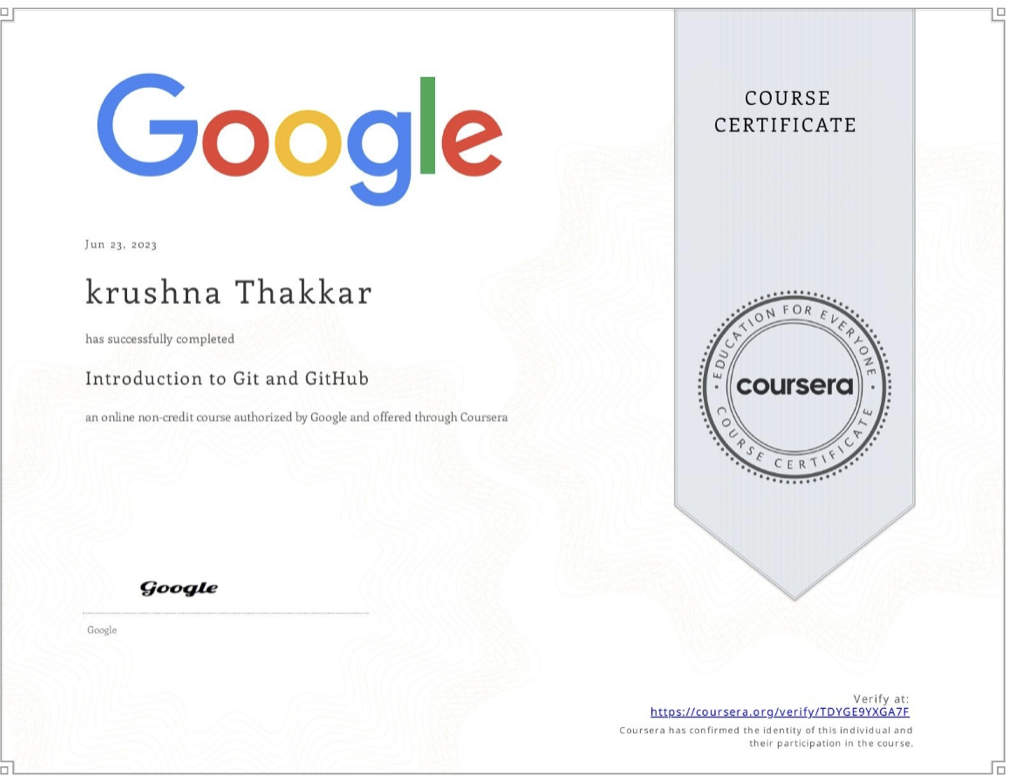 Google
COURSE
CERTIFICATE
Jun 23, 2023
krushna Thakkar
has successfully completed
Introduction to Git and GitHub
an online non-credit course authorized by Google and offered through Coursera
EDUCATION FOR EVERYONE
coursera
COURSE CERTIFICATE
Google
Google
Verify at:
https://coursera.org/verify/TDYGE9YXGA7F
Coursera has confirmed the identity of this individual and
their participation in the course.